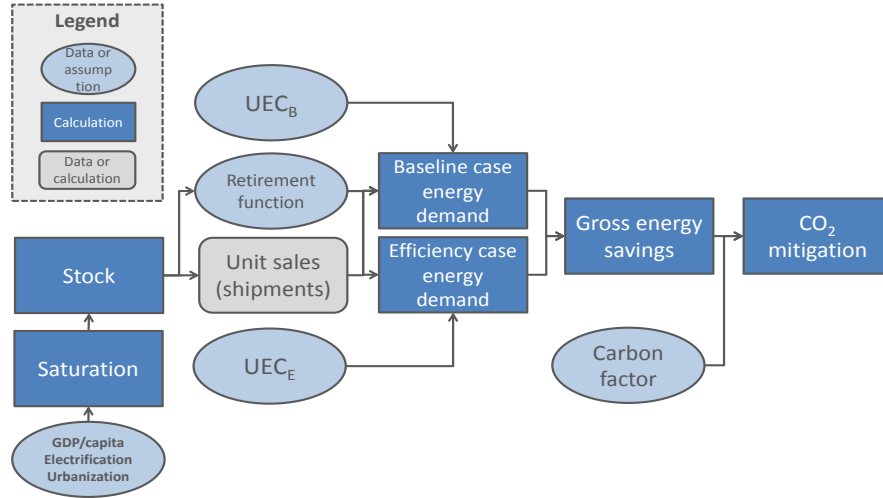 Legend
Data or
assump
tion
Calculation
Data or
calculation
UEC_B
Retirement
function
Baseline case
energy
demand
Stock
Unit sales
(shipments)
Efficiency case
energy
demand
Gross energy
savings
CO₂
mitigation
Saturation
UEC_E
Carbon
factor
GDP/capita
Electrification
Urbanization